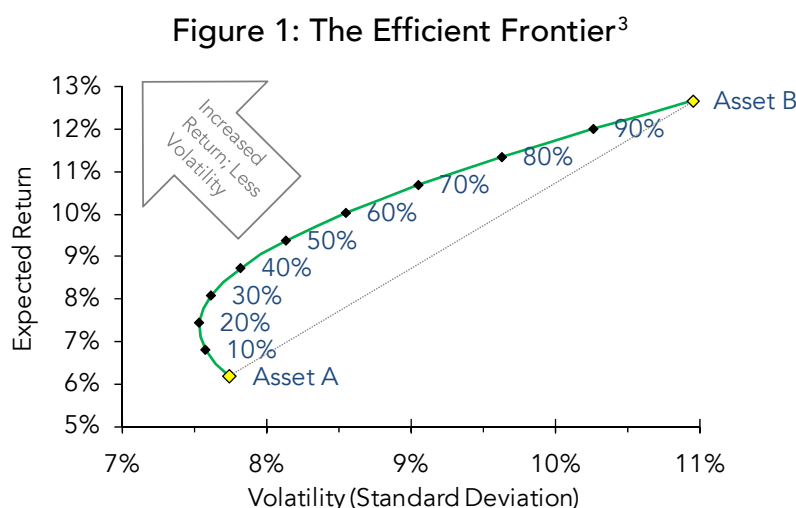 Figure 1: The Efficient Frontier³
13%
12%
11%
10%
9%
8%
7%
6%
5%
Expected Return
Increased
Return; Less
Volatility
Asset B
90%
80%
70%
60%
50%
40%
30%
20%
10%
Asset A
7%
8%
9%
10%
11%
Volatility (Standard Deviation)